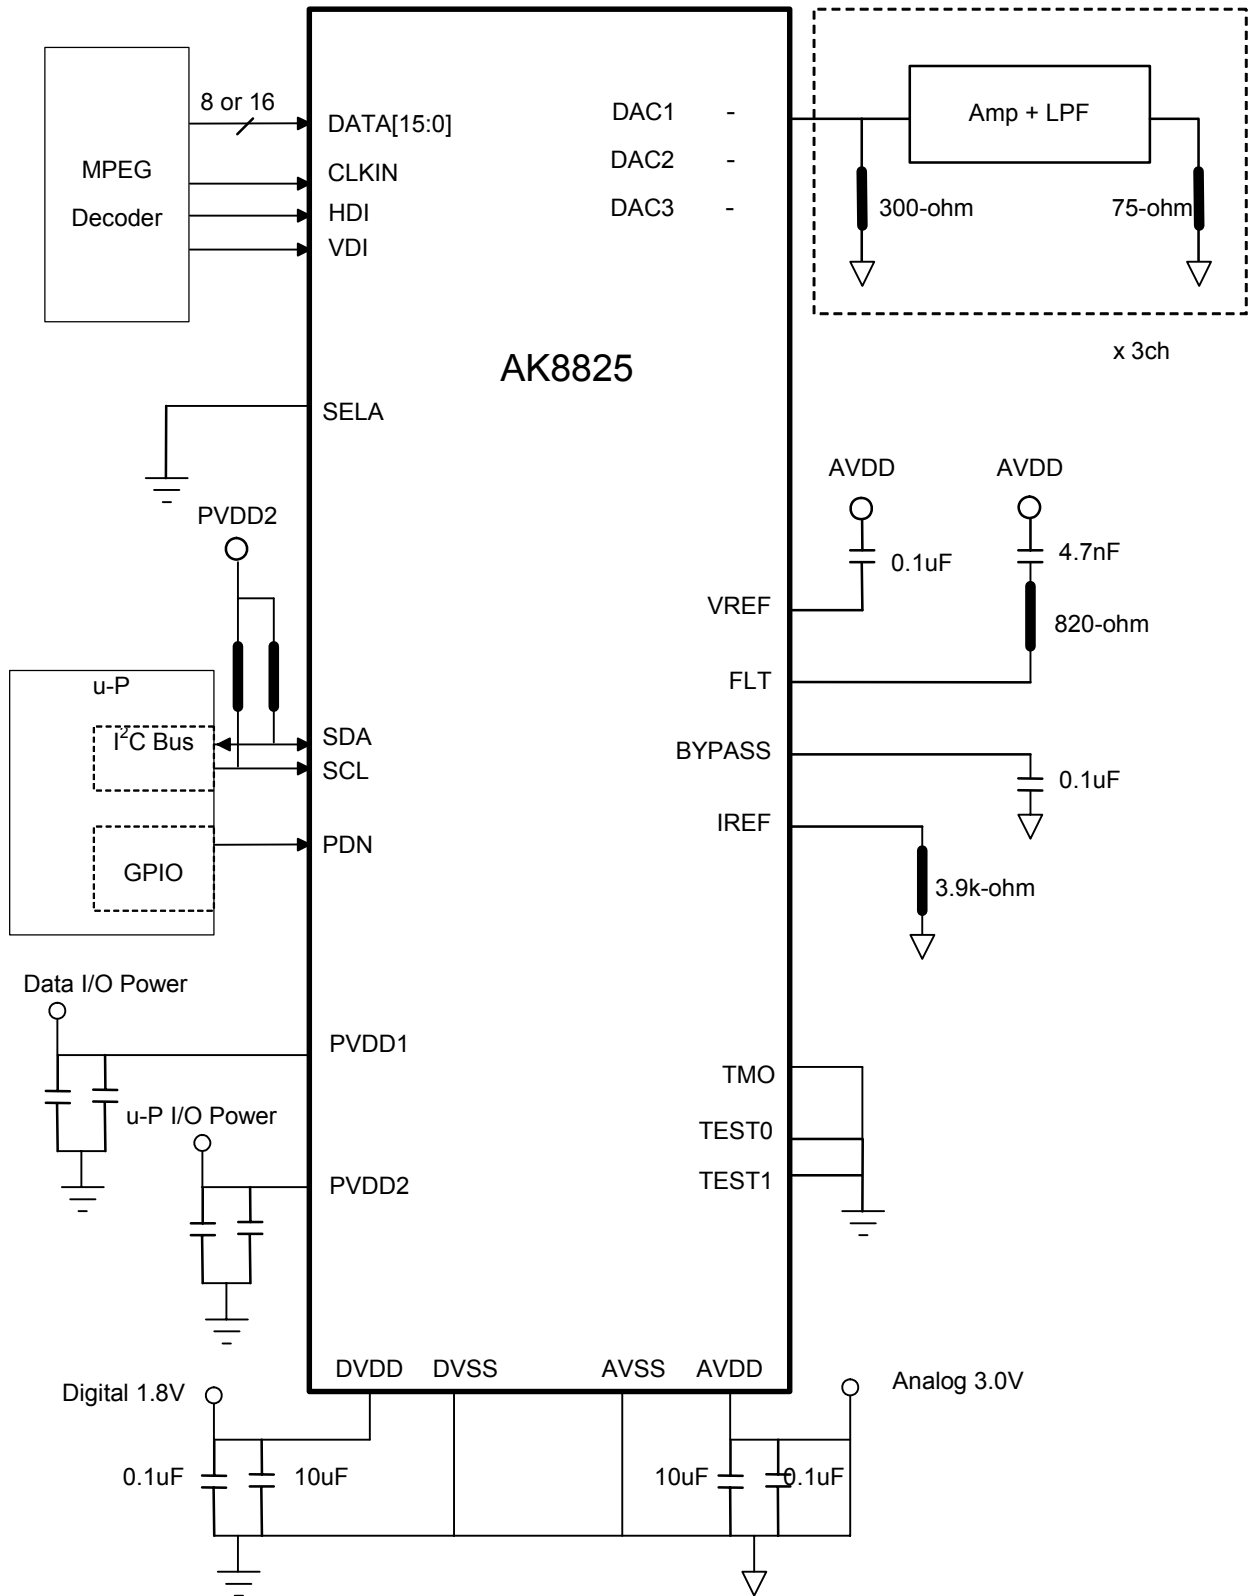 8 or 16
MPEG
Decoder
DATA[15:0]
CLKIN
HDI
VDI
DAC1 -
DAC2 -
DAC3 -
Amp + LPF
300-ohm
75-ohm
x 3ch
AK8825
SELA
PVDD2
AVDD
AVDD
0.1uF
4.7nF
820-ohm
VREF
FLT
u-P
I²C Bus
GPIO
SDA
SCL
PDN
BYPASS
0.1uF
IREF
3.9k-ohm
Data I/O Power
PVDD1
u-P I/O Power
PVDD2
TMO
TEST0
TEST1
DVDD
DVSS
AVSS
AVDD
Digital 1.8V
Analog 3.0V
0.1uF
10uF
10uF
0.1uF